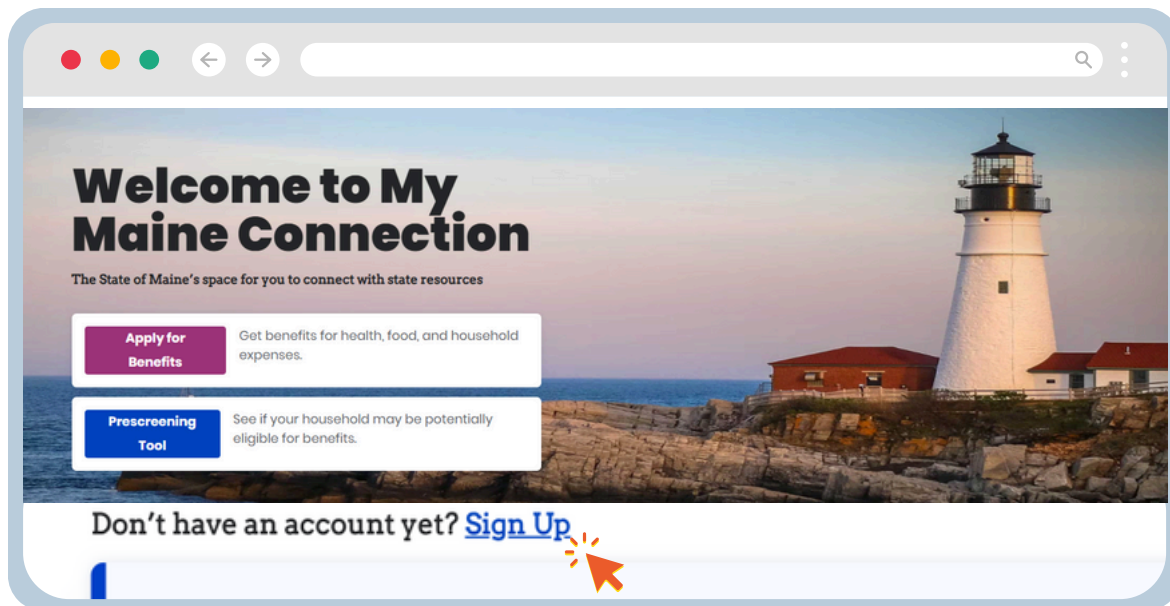 Welcome to My
Maine Connection
The State of Maine's space for you to connect with state resources
Apply for
Benefits
Get benefits for health, food, and household
expenses.
Prescreening
Tool
See if your household may be potentially
eligible for benefits.
Don't have an account yet? Sign Up